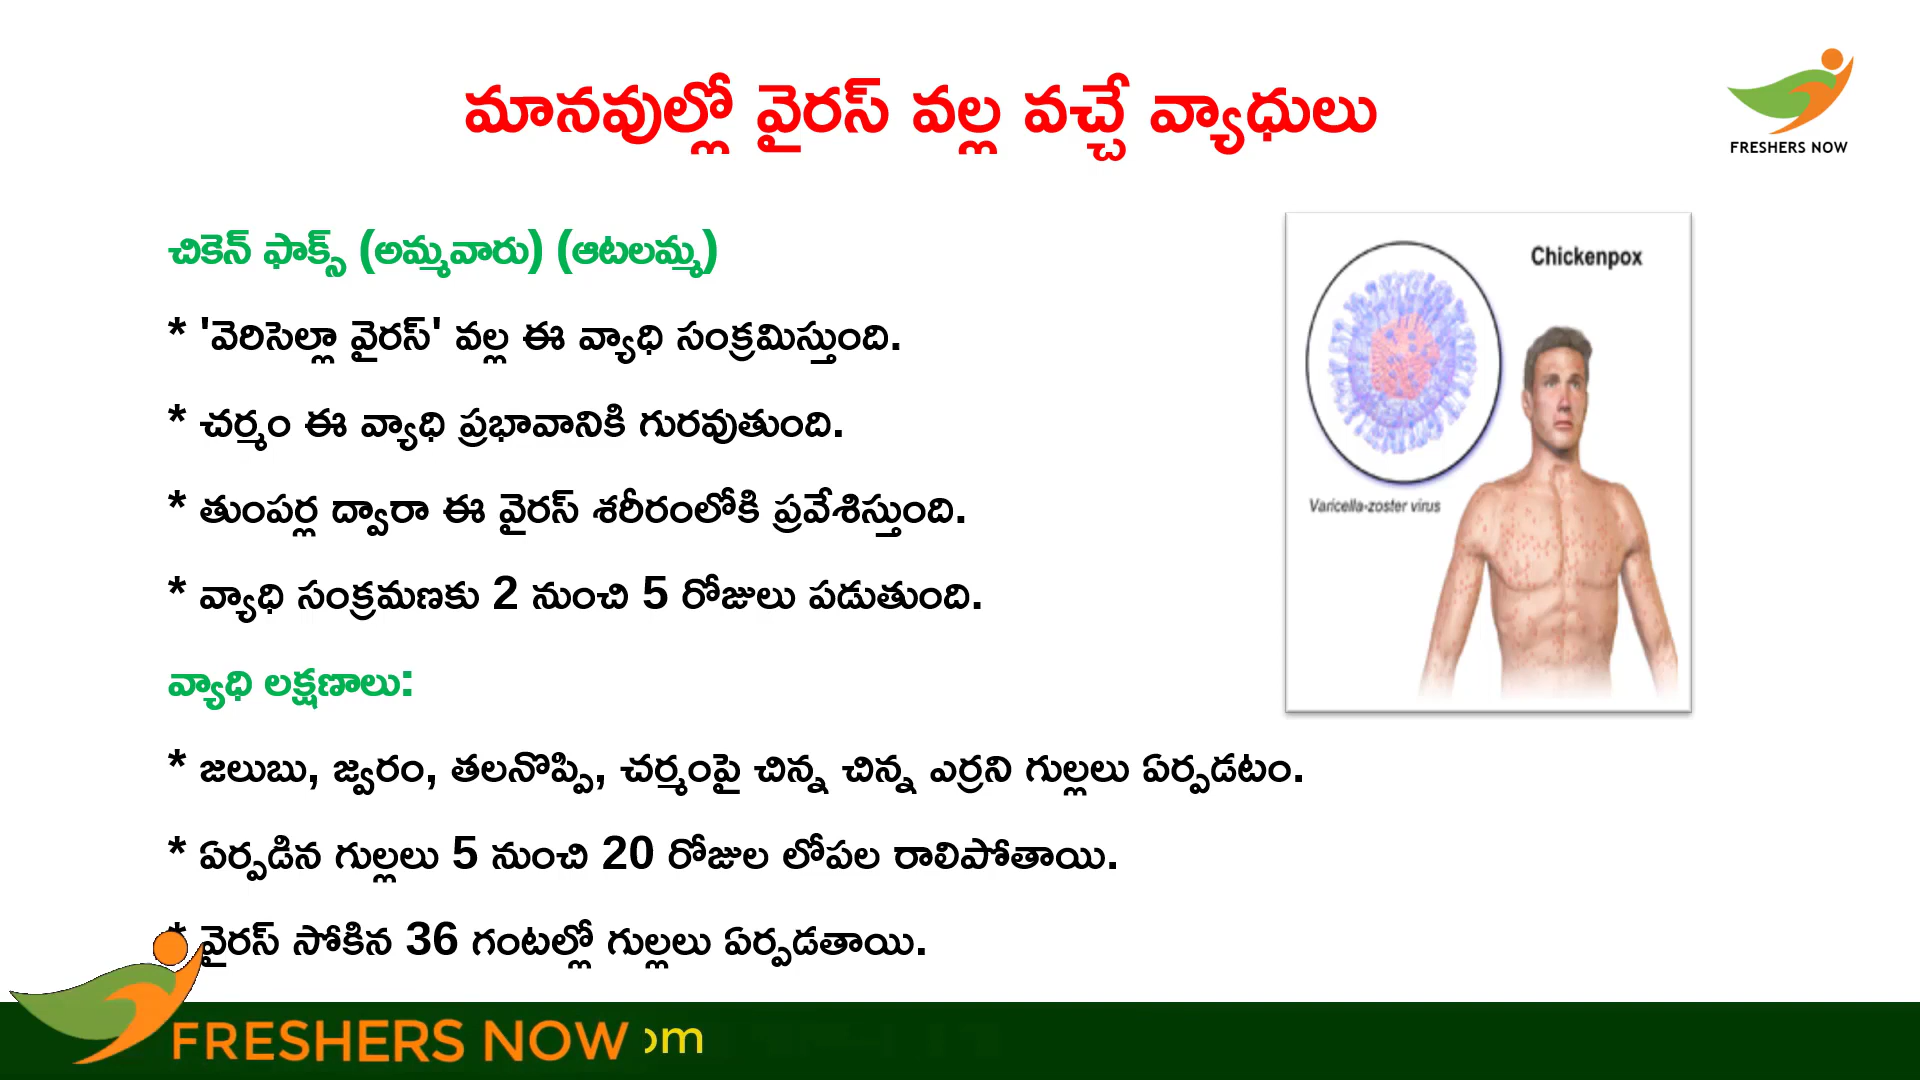 మానవుల్లో వైరస్ వల్ల వచ్చే వ్యాధులు
FRESHERS NOW
చికెన్ ఫాక్స్ (అమ్మవారు) (ఆటలమ్మ)
* 'వెరిసెల్లా వైరస్' వల్ల ఈ వ్యాధి సంక్రమిస్తుంది.
* చర్మం ఈ వ్యాధి ప్రభావానికి గురవుతుంది.
* తుంపర్ల ద్వారా ఈ వైరస్ శరీరంలోకి ప్రవేశిస్తుంది.
* వ్యాధి సంక్రమణకు 2 నుంచి 5 రోజులు పడుతుంది.
Chickenpox
Varicella-zoster virus
వ్యాధి లక్షణాలు:
* జలుబు, జ్వరం, తలనొప్పి, చర్మంపై చిన్న చిన్న ఎర్రని గుల్లలు ఏర్పడటం.
* ఏర్పడిన గుల్లలు 5 నుంచి 20 రోజుల లోపల రాలిపోతాయి.
* వైరస్ సోకిన 36 గంటల్లో గుల్లలు ఏర్పడతాయి.
FRESHERS NOW